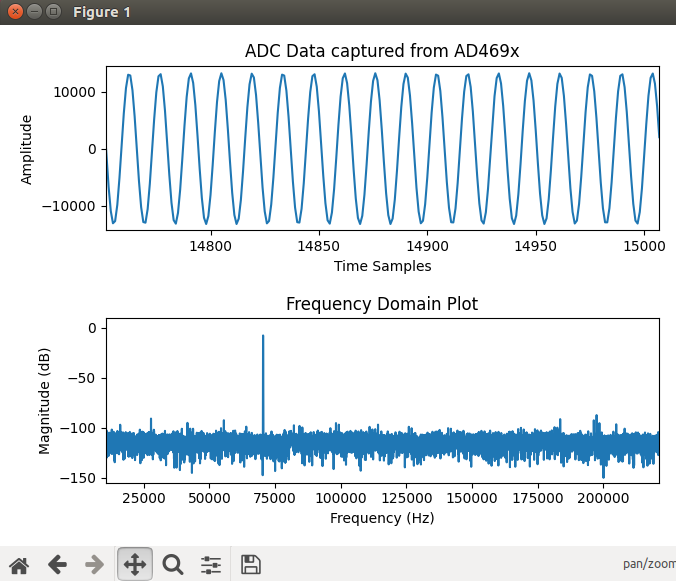 Figure 1
ADC Data captured from AD469x
10000
0
−10000
Amplitude
14800 14850 14900 14950 15000
Time Samples
Frequency Domain Plot
0
−50
−100
−150
Magnitude (dB)
25000 50000 75000 100000 125000 150000 175000 200000
Frequency (Hz)
pan/zoom